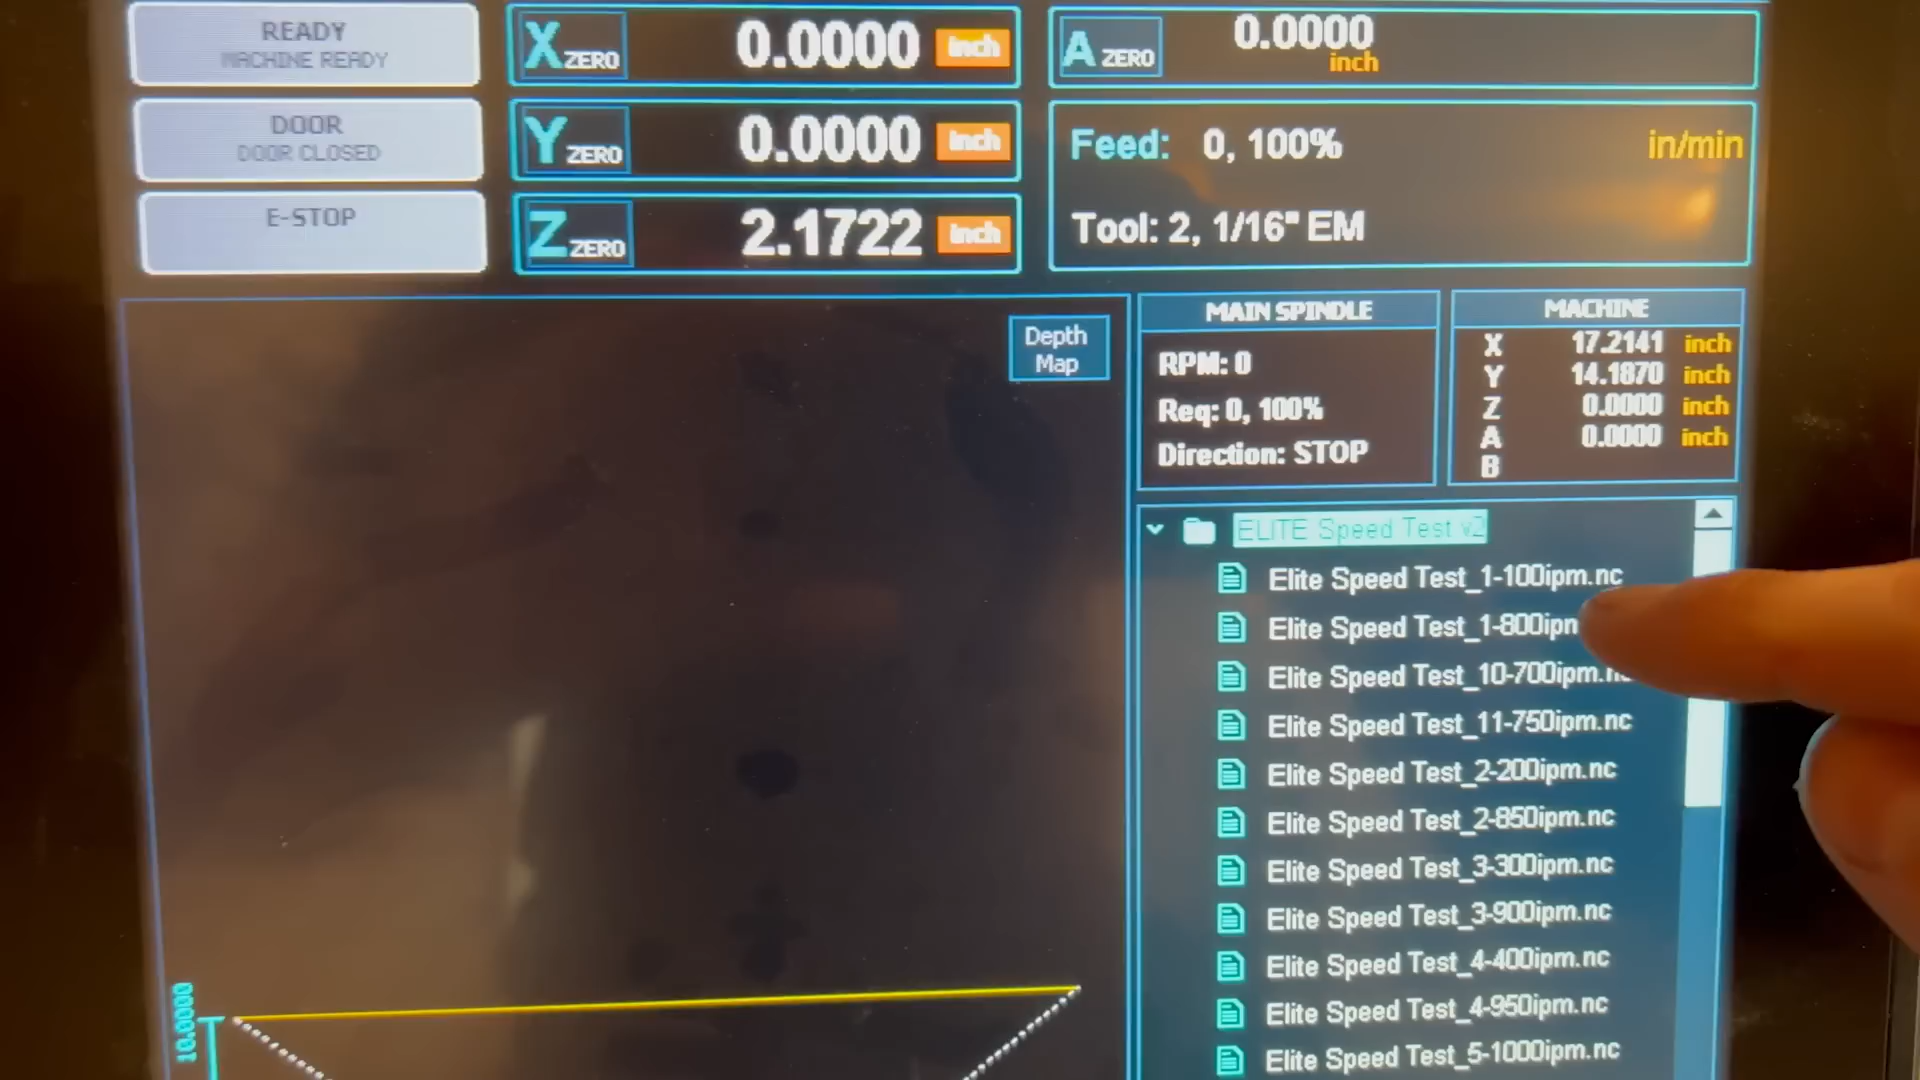 READY
MACHINE READY
DOOR
DOOR CLOSED
E-STOP
X ZERO 0.0000 inch
Y ZERO 0.0000 inch
Z ZERO 2.1722 inch
A ZERO 0.0000 inch
Feed: 0, 100% in/min
Tool: 2, 1/16" EM
Depth
Map
MAIN SPINDLE
RPM: 0
Req: 0, 100%
Direction: STOP
MACHINE
X 17.2141 inch
Y 14.1870 inch
Z 0.0000 inch
A 0.0000 inch
B
ELITE Speed Test v2
Elite Speed Test_1-100ipm.nc
Elite Speed Test_1-800ipm
Elite Speed Test_10-700ipm.nc
Elite Speed Test_11-750ipm.nc
Elite Speed Test_2-200ipm.nc
Elite Speed Test_2-850ipm.nc
Elite Speed Test_3-300ipm.nc
Elite Speed Test_3-900ipm.nc
Elite Speed Test_4-400ipm.nc
Elite Speed Test_4-950ipm.nc
Elite Speed Test_5-1000ipm.nc
10.0000